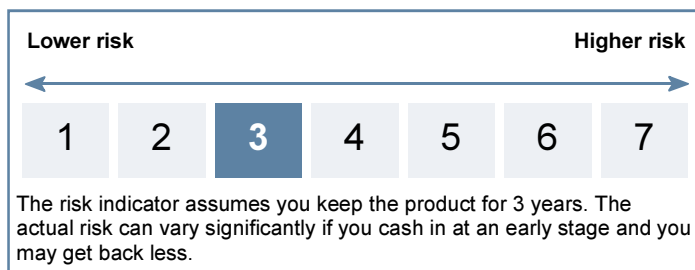 Lower risk Higher risk
1 2 3 4 5 6 7
The risk indicator assumes you keep the product for 3 years. The
actual risk can vary significantly if you cash in at an early stage and you
may get back less.